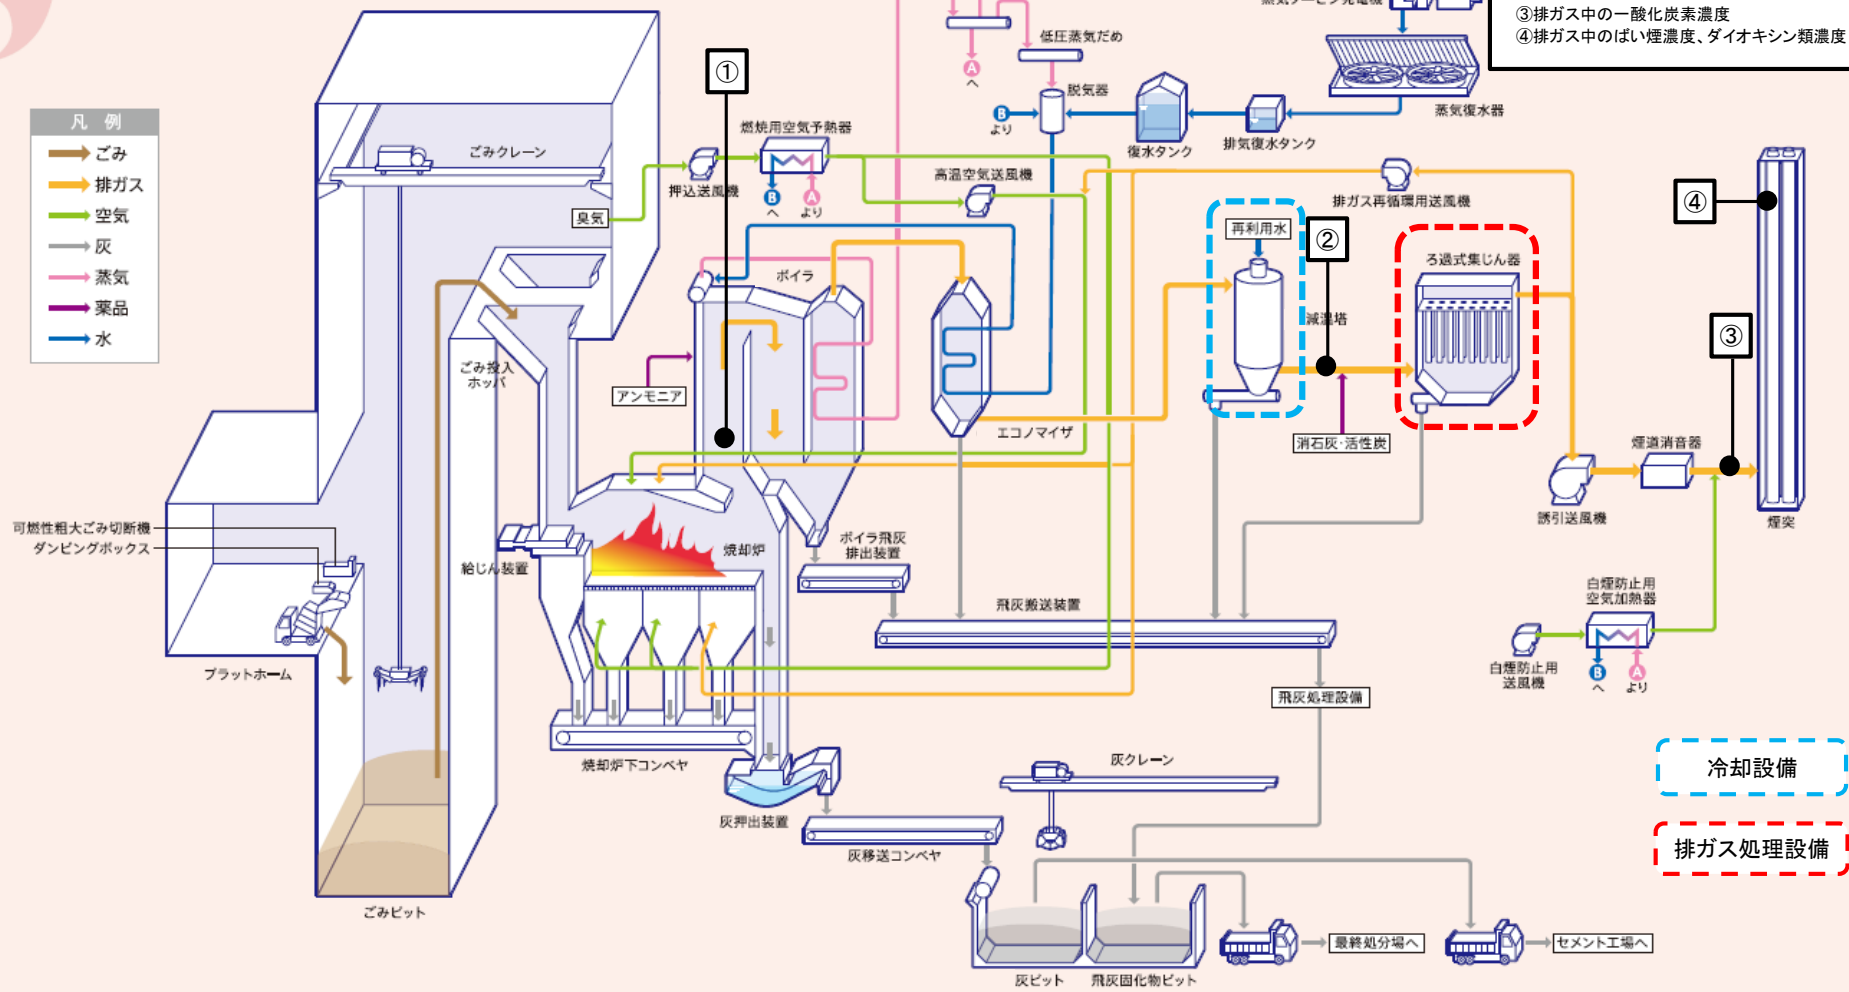 ③排ガス中の一酸化炭素濃度
④排ガス中のばい煙濃度、ダイオキシン類濃度
低圧蒸気だめ
A
へ
脱気器
B
より
復水タンク
排気復水タンク
蒸気復水器
①
凡 例
ごみ
排ガス
空気
灰
蒸気
薬品
水
ごみクレーン
臭気
押込送風機
燃焼用空気予熱器
B
へ
A
より
高温空気送風機
排ガス再循環用送風機
再利用水
②
ろ過式集じん器
④
③
ボイラ
減温塔
ごみ投入
ホッパ
アンモニア
エコノマイザ
消石灰・活性炭
煙道消音器
誘引送風機
煙突
可燃性粗大ごみ切断機
ダンピングボックス
給じん装置
焼却炉
ボイラ飛灰
排出装置
飛灰搬送装置
白煙防止用
空気加熱器
プラットホーム
白煙防止用
送風機
B
へ
A
より
飛灰処理設備
焼却炉下コンベヤ
灰クレーン
冷却設備
灰押出装置
灰移送コンベヤ
排ガス処理設備
ごみピット
最終処分場へ
セメント工場へ
灰ピット
飛灰固化物ピット